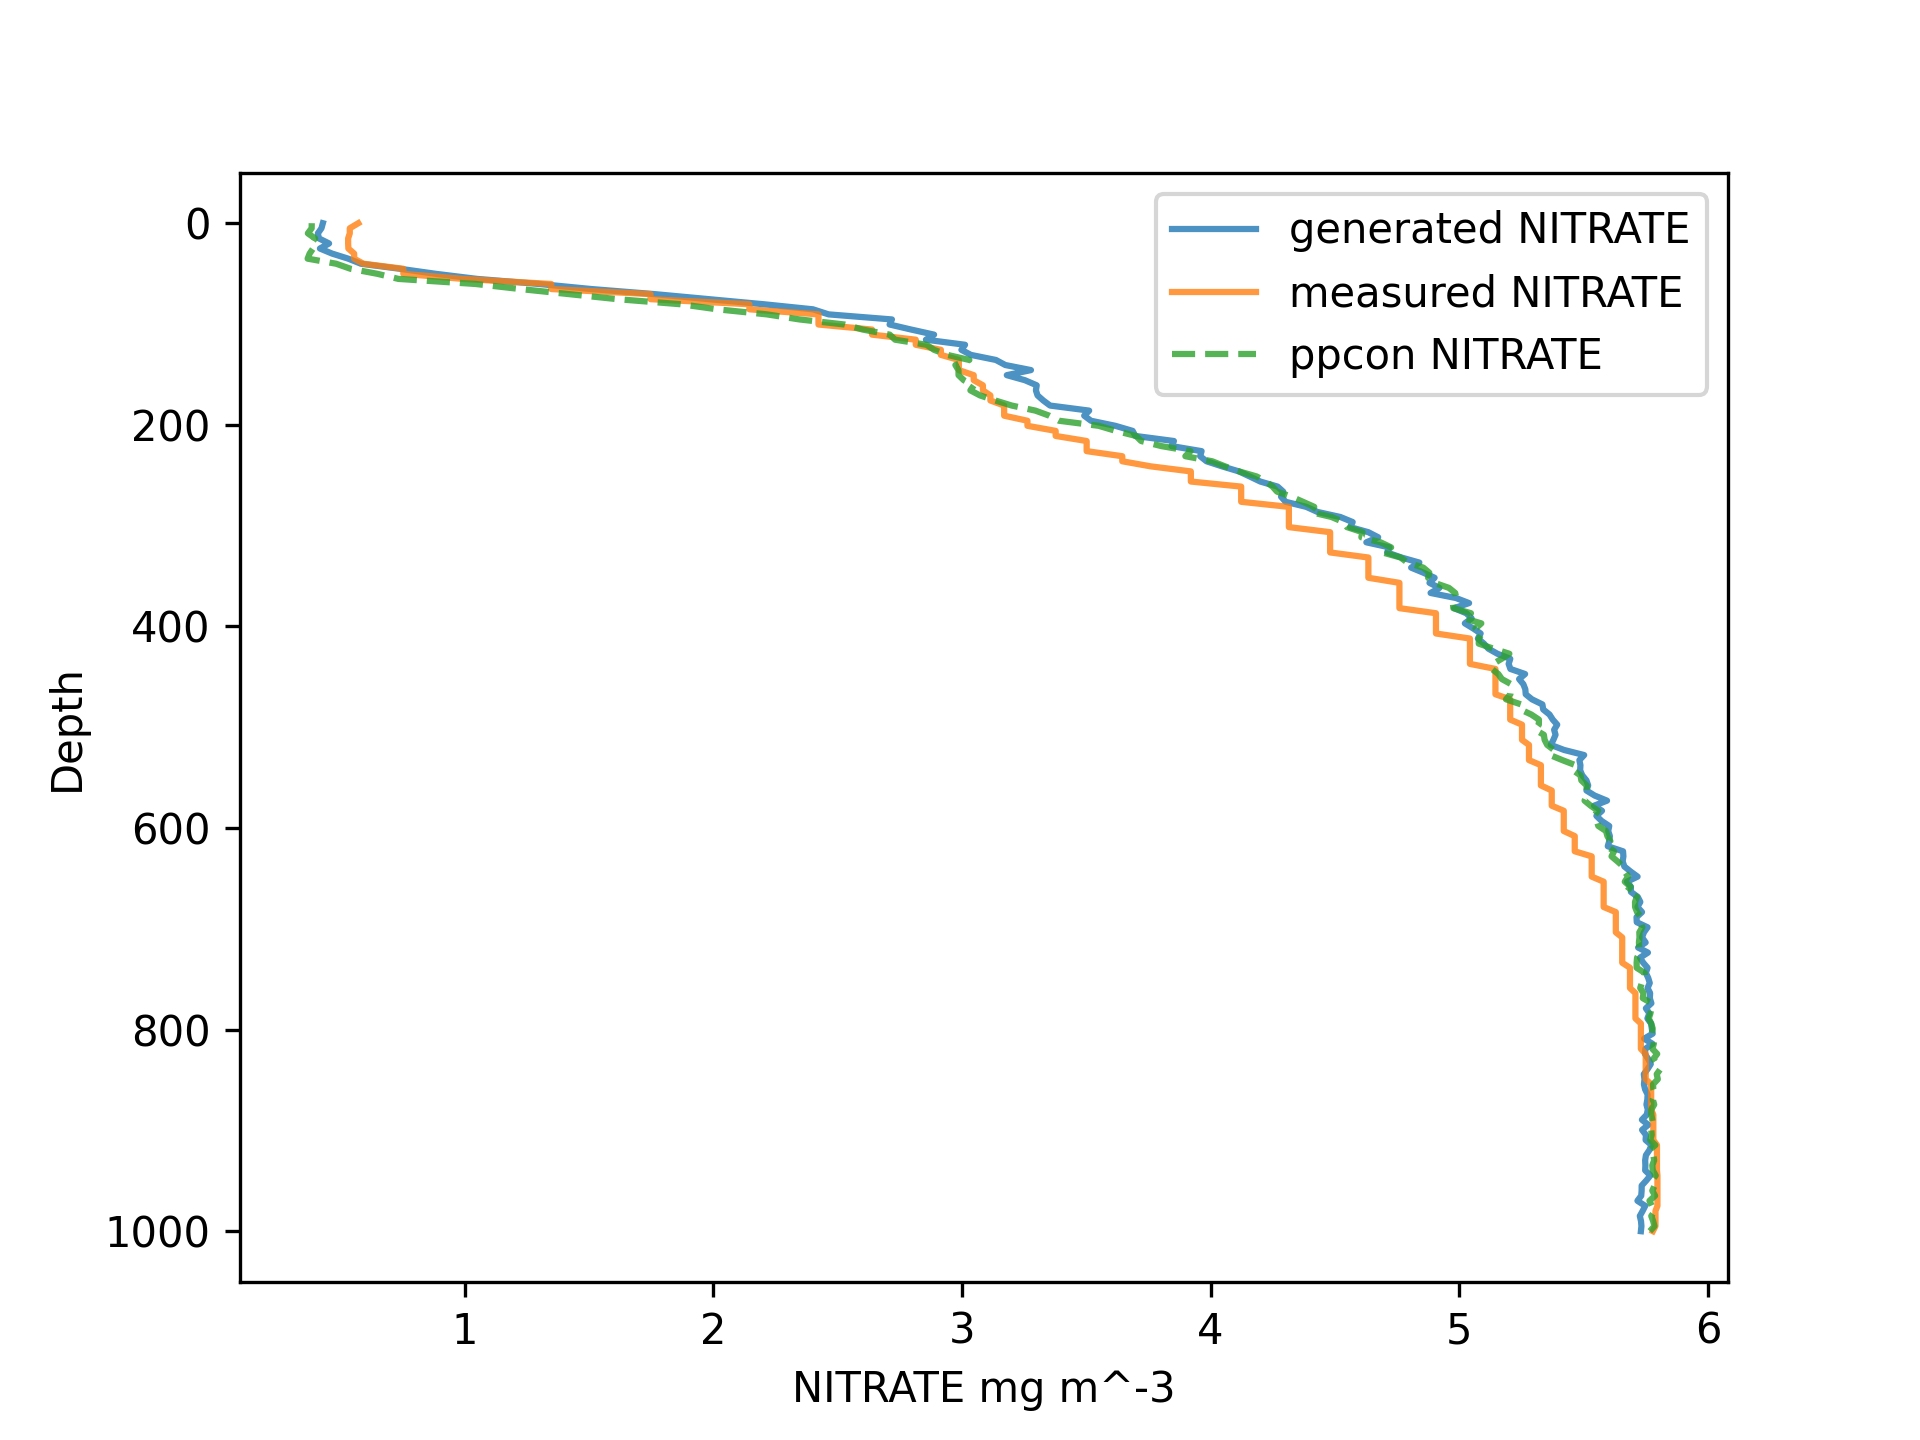 generated NITRATE
measured NITRATE
ppcon NITRATE
0
200
400
600
800
1000
Depth
1 2 3 4 5 6
NITRATE mg m^-3